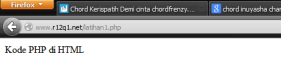 Firefox
Chord Kerispatih Demi cinta chordfrenzy....
chord inuyasha chan
www.r12q1.net/latihan1.php
Kode PHP di HTML